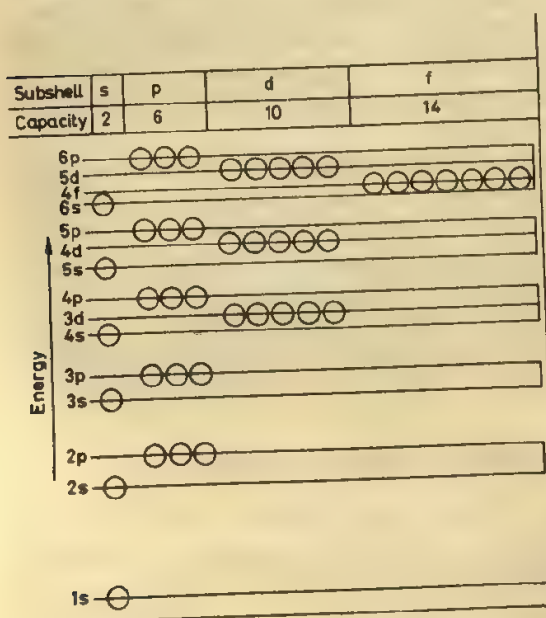 Subshell s p d f
Capacity 2 6 10 14
6p
5d
4f
6s
5p
4d
5s
4p
3d
4s
3p
3s
2p
2s
1s
Energy